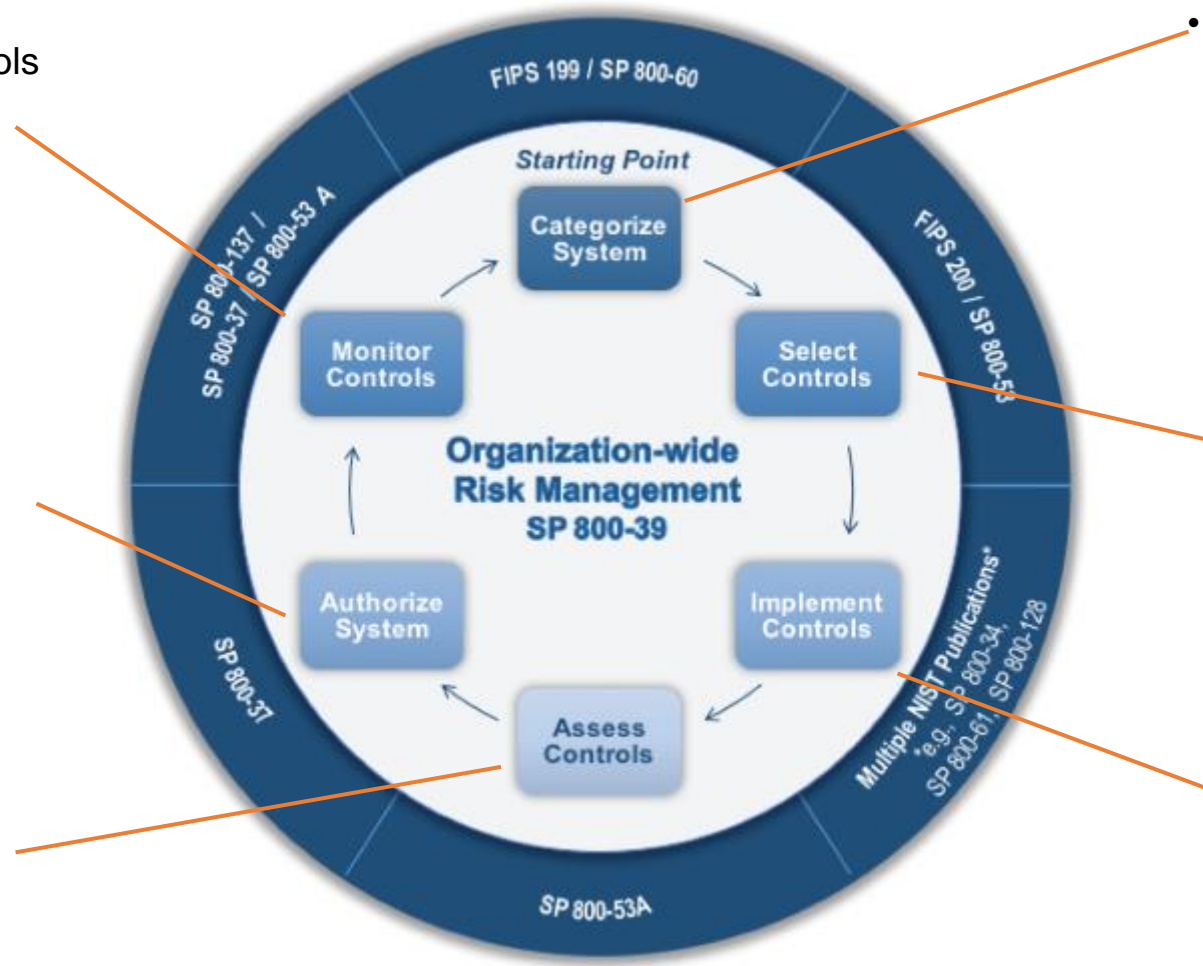 ols
•
FIPS 199 / SP 800-60
Starting Point
Categorize
System
FIPS 200 / SP 800-53
Select
Controls
Multiple NIST Publications*
*e.g., SP 800-34,
SP 800-61, SP 800-128
Implement
Controls
SP 800-53A
Assess
Controls
SP 800-37
Authorize
System
SP 800-137 /
SP 800-37 / SP 800-53 A
Monitor
Controls
Organization-wide
Risk Management
SP 800-39